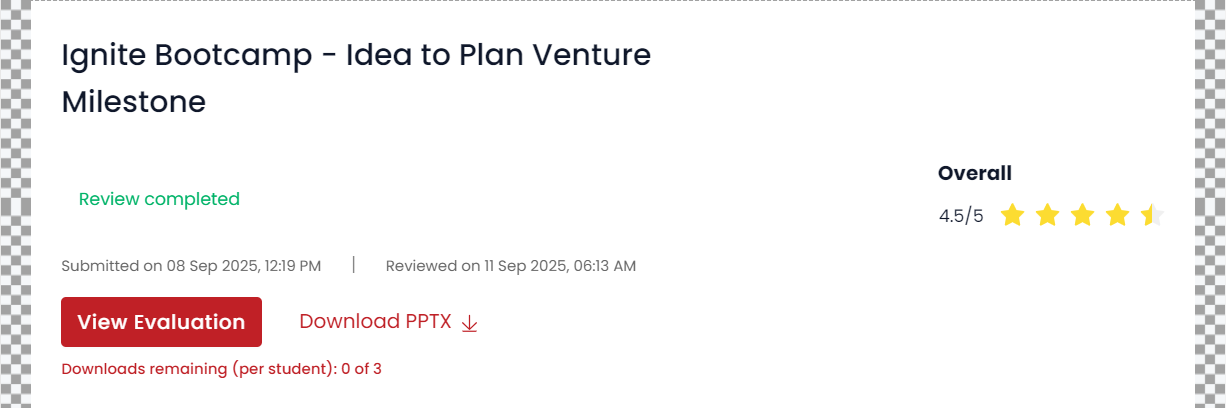 Ignite Bootcamp - Idea to Plan Venture
Milestone
Review completed
Overall
4.5/5
Submitted on 08 Sep 2025, 12:19 PM | Reviewed on 11 Sep 2025, 06:13 AM
View Evaluation
Download PPTX
Downloads remaining (per student): 0 of 3